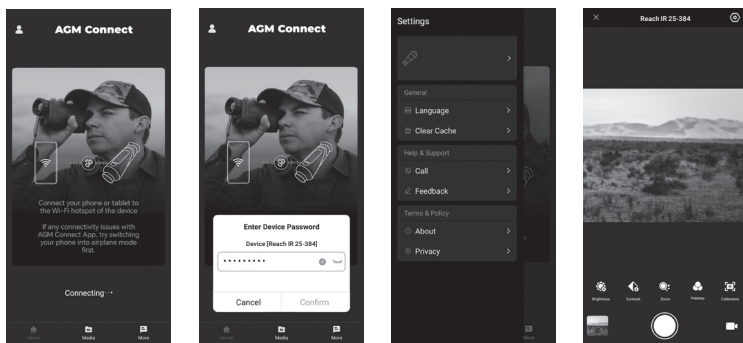 AGM Connect
Connect your phone or tablet to
the Wi-Fi hotspot of the device
If any connectivity issues with
AGM Connect App, try switching
your phone into airplane mode
first.
Connecting···
Home
Media
More
AGM Connect
Enter Device Password
Device [Reach IR 25-384]
•••••••••
Cancel
Confirm
Home
Media
More
Settings
General
Language
Clear Cache
Help & Support
Call
Feedback
Terms & Policy
About
Privacy
More
Reach IR 25-384
Brightness
Contrast
Zoom
Palettes
Calibration